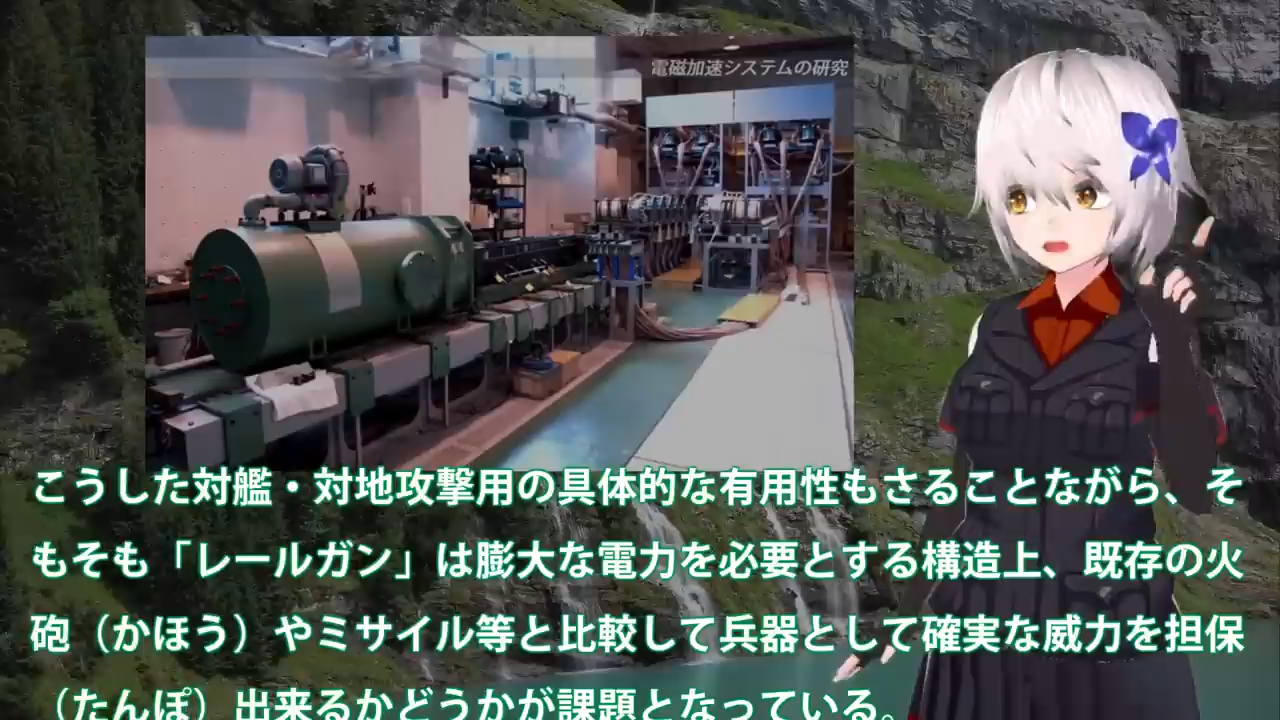 電磁加速システムの研究
こうした対艦・対地攻撃用の具体的な有用性もさることながら、そ
もそも「レールガン」は膨大な電力を必要とする構造上、既存の火
砲（かほう）やミサイル等と比較して兵器として確実な威力を担保
（たんぽ）出来るかどうかが課題となっている。